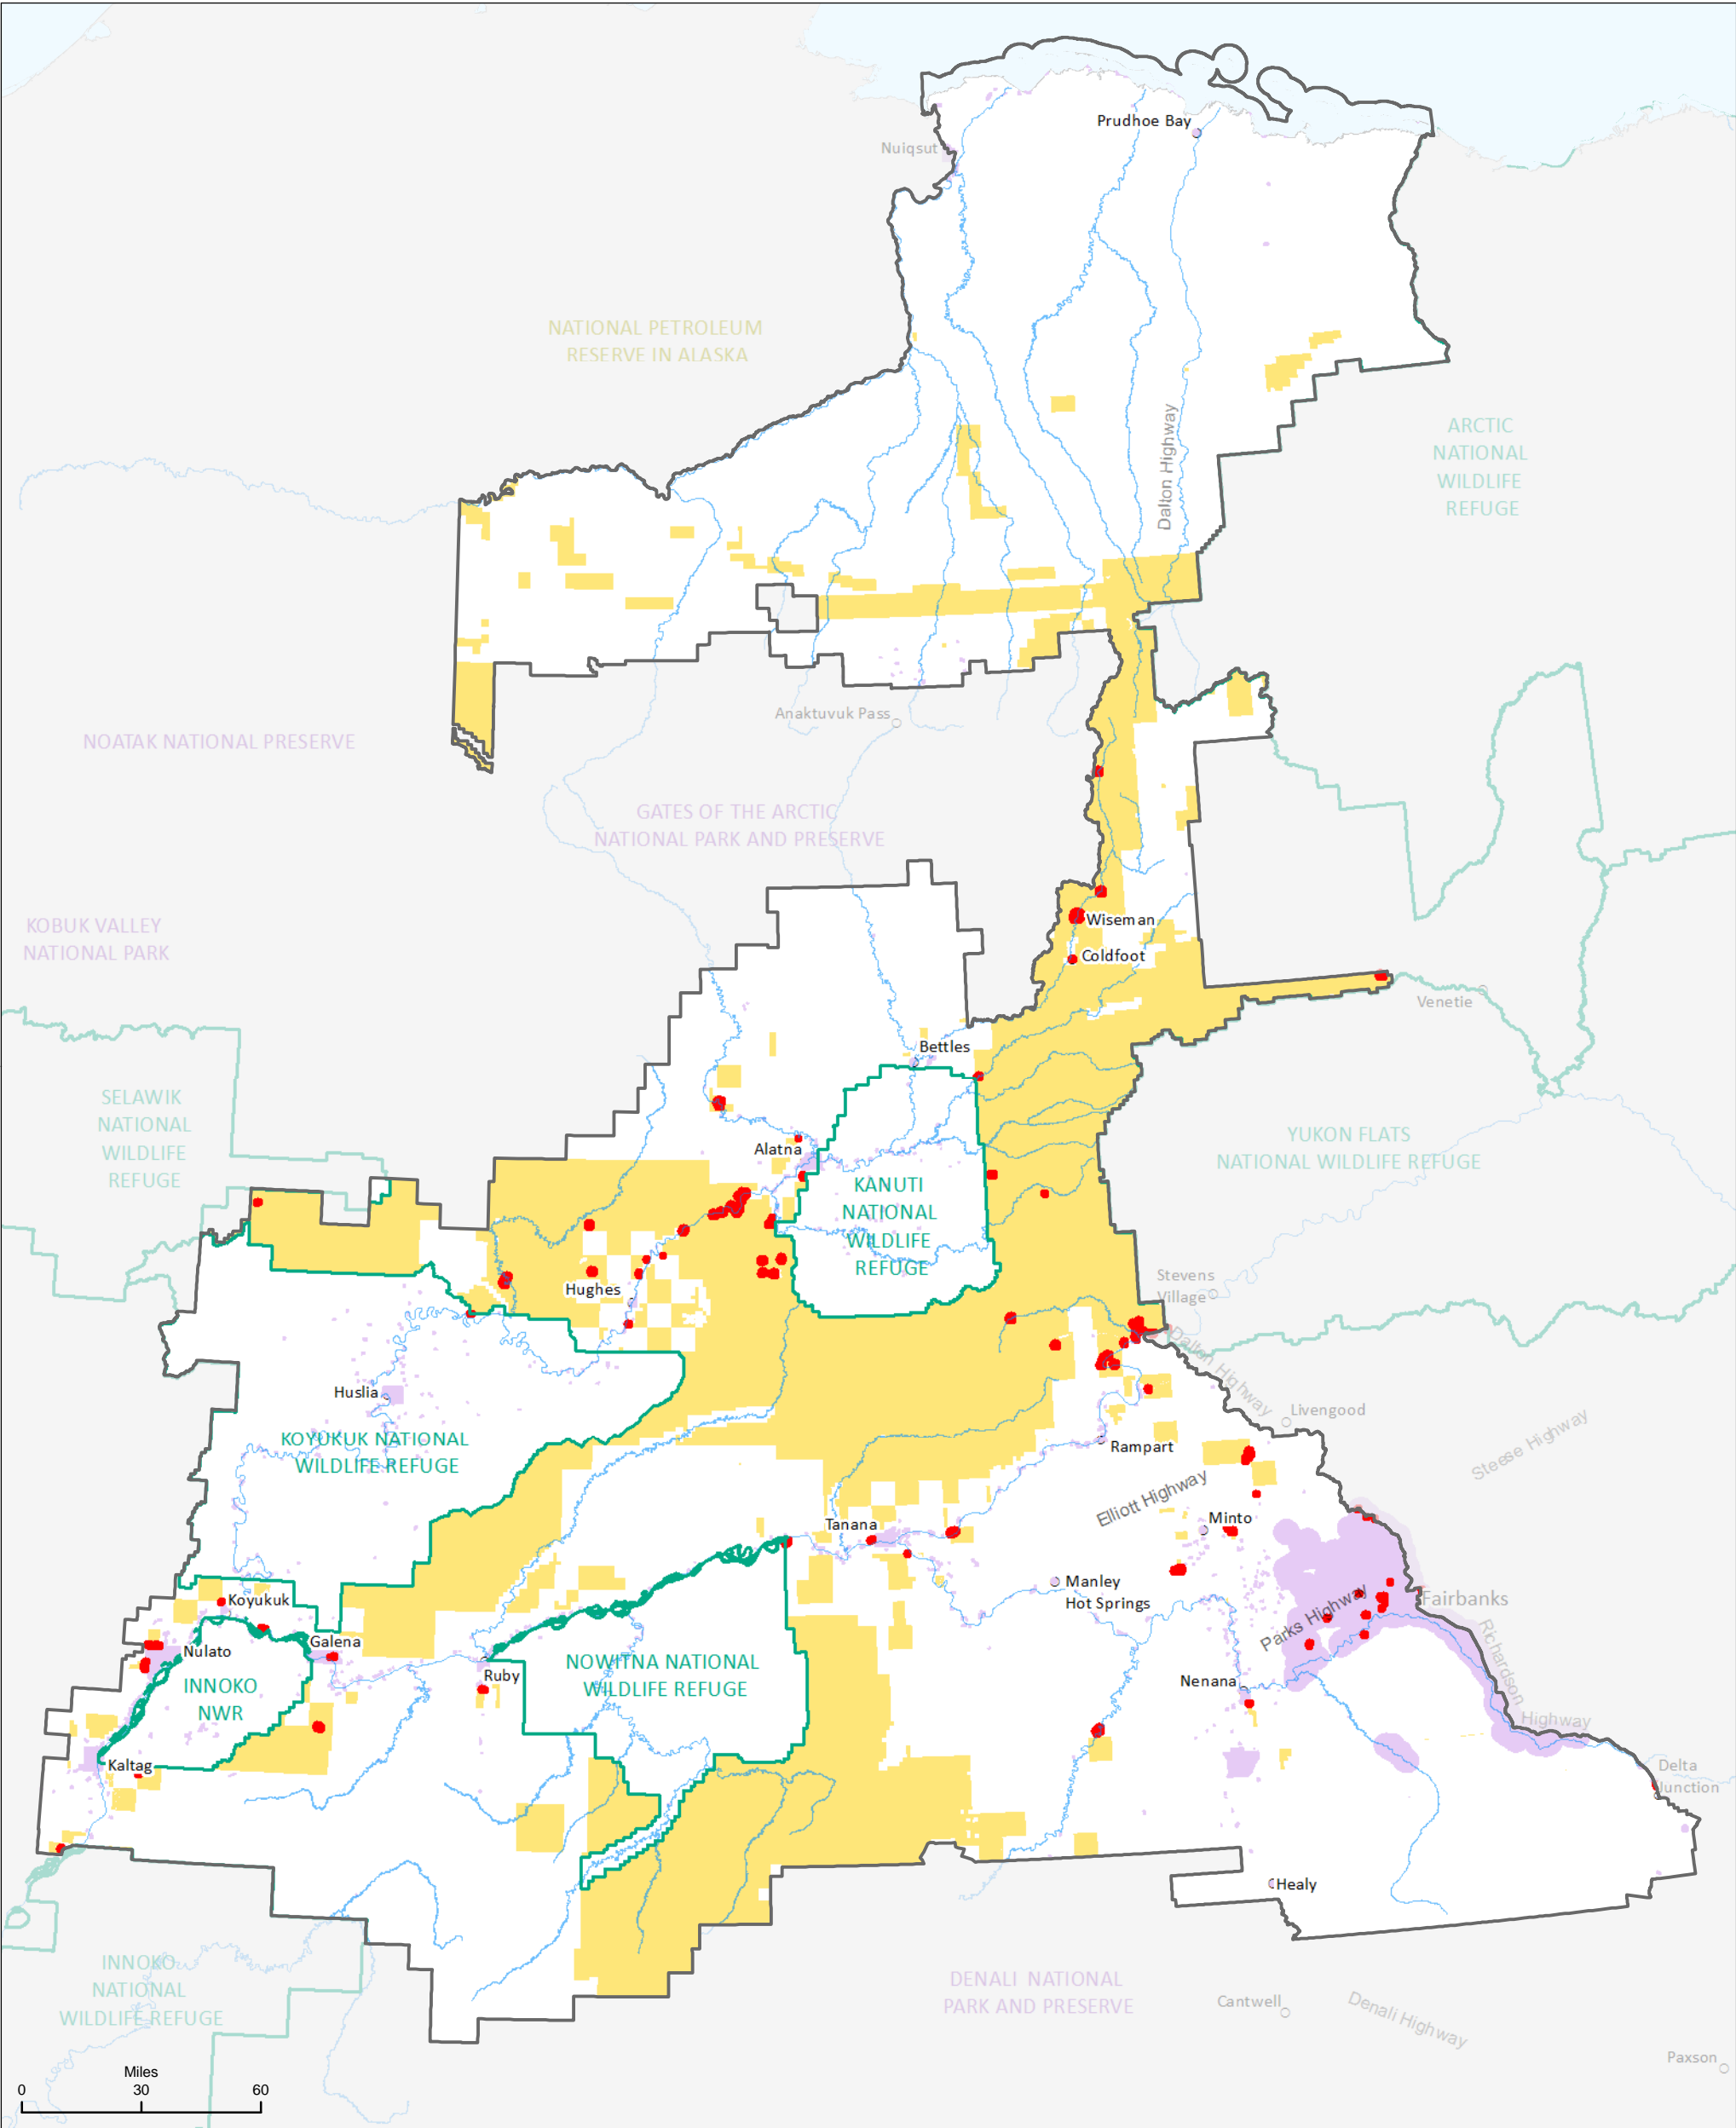 Prudhoe Bay
Nuiqsut
NATIONAL PETROLEUM
RESERVE IN ALASKA
Dalton Highway
ARCTIC
NATIONAL
WILDLIFE
REFUGE
Anaktuvuk Pass
NOATAK NATIONAL PRESERVE
GATES OF THE ARCTIC
NATIONAL PARK AND PRESERVE
KOBUK VALLEY
NATIONAL PARK
Wiseman
Coldfoot
Venetie
Bettles
SELAWIK
NATIONAL
WILDLIFE
REFUGE
Alatna
YUKON FLATS
NATIONAL WILDLIFE REFUGE
KANUTI
NATIONAL
WILDLIFE
REFUGE
Hughes
Stevens
Village
Dalton Highway
Huslia
Livengood
KOYUKUK NATIONAL
WILDLIFE REFUGE
Rampart
Steese Highway
Elliott Highway
Minto
Tanana
Manley
Hot Springs
Koyukuk
Fairbanks
Parks Highway
Galena
Nulato
Ruby
NOWITNA NATIONAL
WILDLIFE REFUGE
Nenana
INNOKO
NWR
Richardson
Highway
Kaltag
Delta
Junction
Healy
INNOKO
NATIONAL
WILDLIFE REFUGE
DENALI NATIONAL
PARK AND PRESERVE
Cantwell
Denali Highway
Paxson
Miles
0 30 60